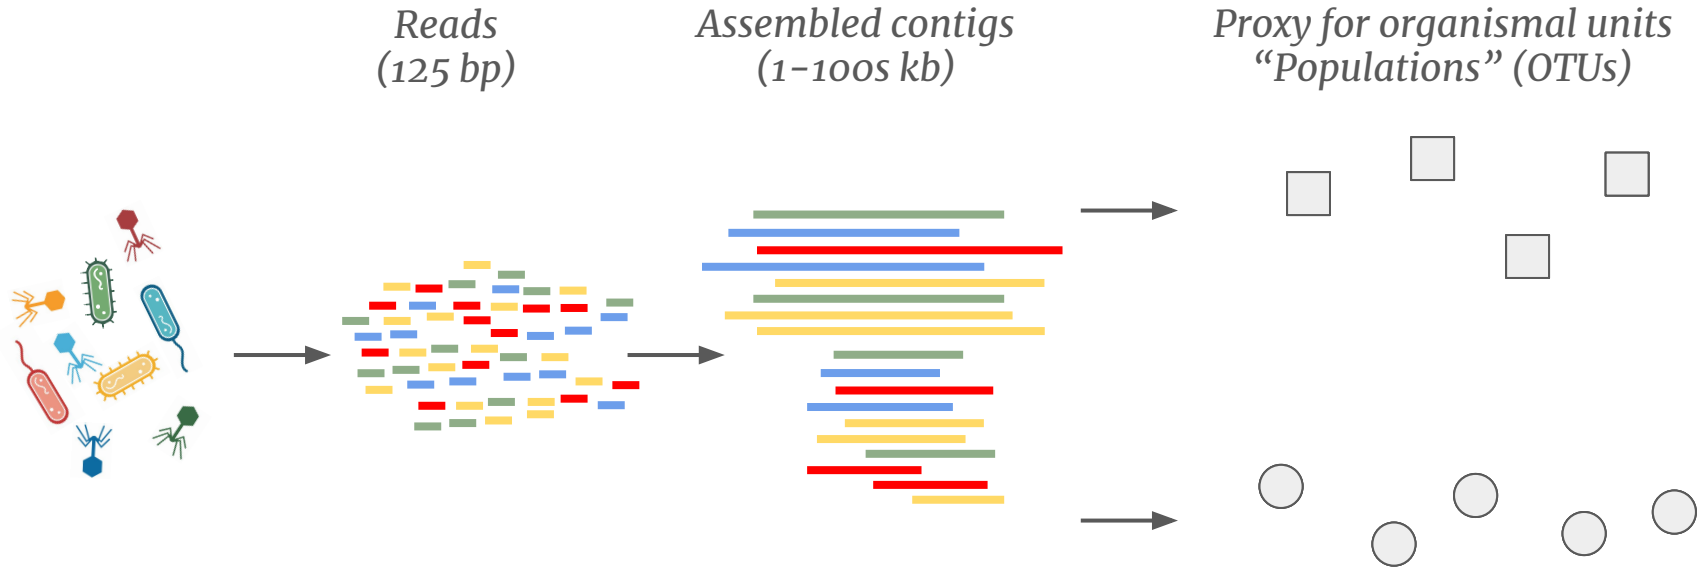 Reads
(125 bp)
Assembled contigs
(1-100s kb)
Proxy for organismal units
“Populations” (OTUs)